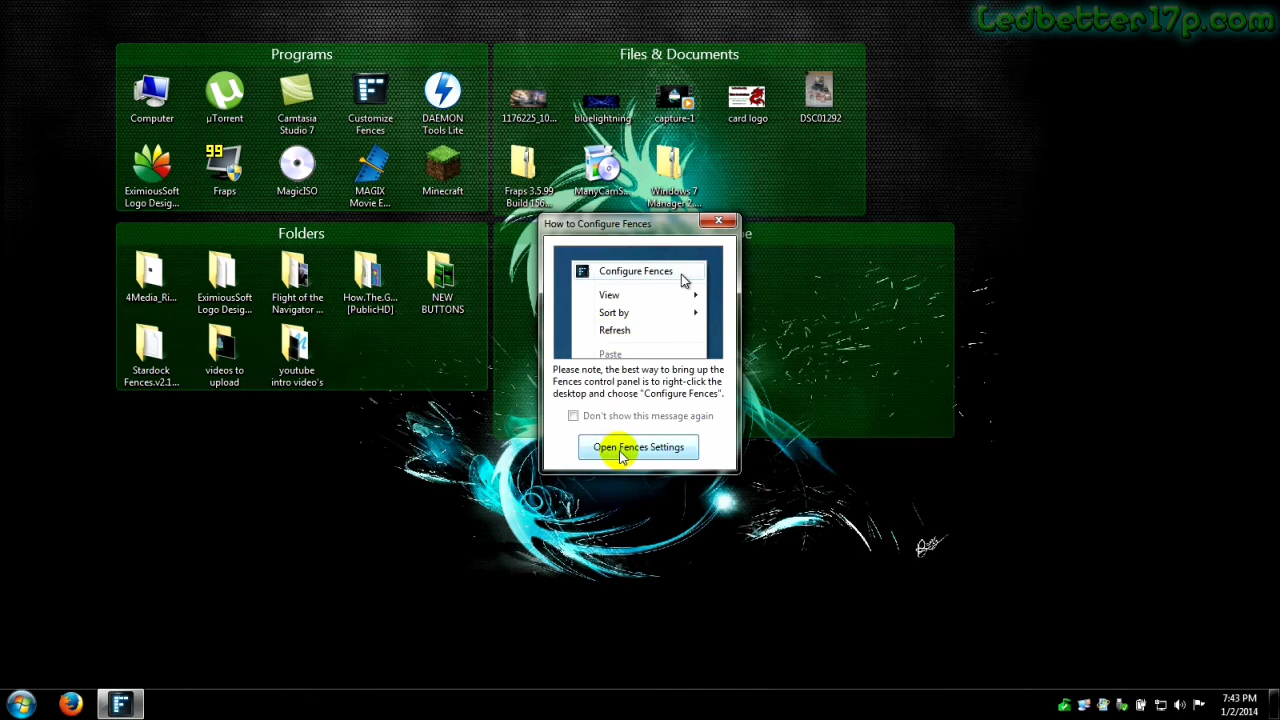 Ledbetter17p.com
Programs
Computer
µTorrent
Camtasia
Studio 7
Customize
Fences
DAEMON
Tools Lite
EximiousSoft
Logo Desig...
99
Fraps
MagicISO
MAGIX
Movie E...
Minecraft
Files & Documents
1176225_10...
bluelightning
capture-1
card logo
DSC01292
Fraps 3.5.99
Build 156...
ManyCamS...
Windows 7
Manager 2....
Folders
4Media_Ri...
EximiousSoft
Logo Desig...
Flight of the
Navigator ...
How.The.G...
[PublicHD]
NEW
BUTTONS
Stardock
Fences.v2.1...
videos to
upload
youtube
intro video's
How to Configure Fences
Configure Fences
View
Sort by
Refresh
Paste
Please note, the best way to bring up the
Fences control panel is to right-click the
desktop and choose "Configure Fences".
Don't show this message again
Open Fences Settings
7:43 PM
1/2/2014